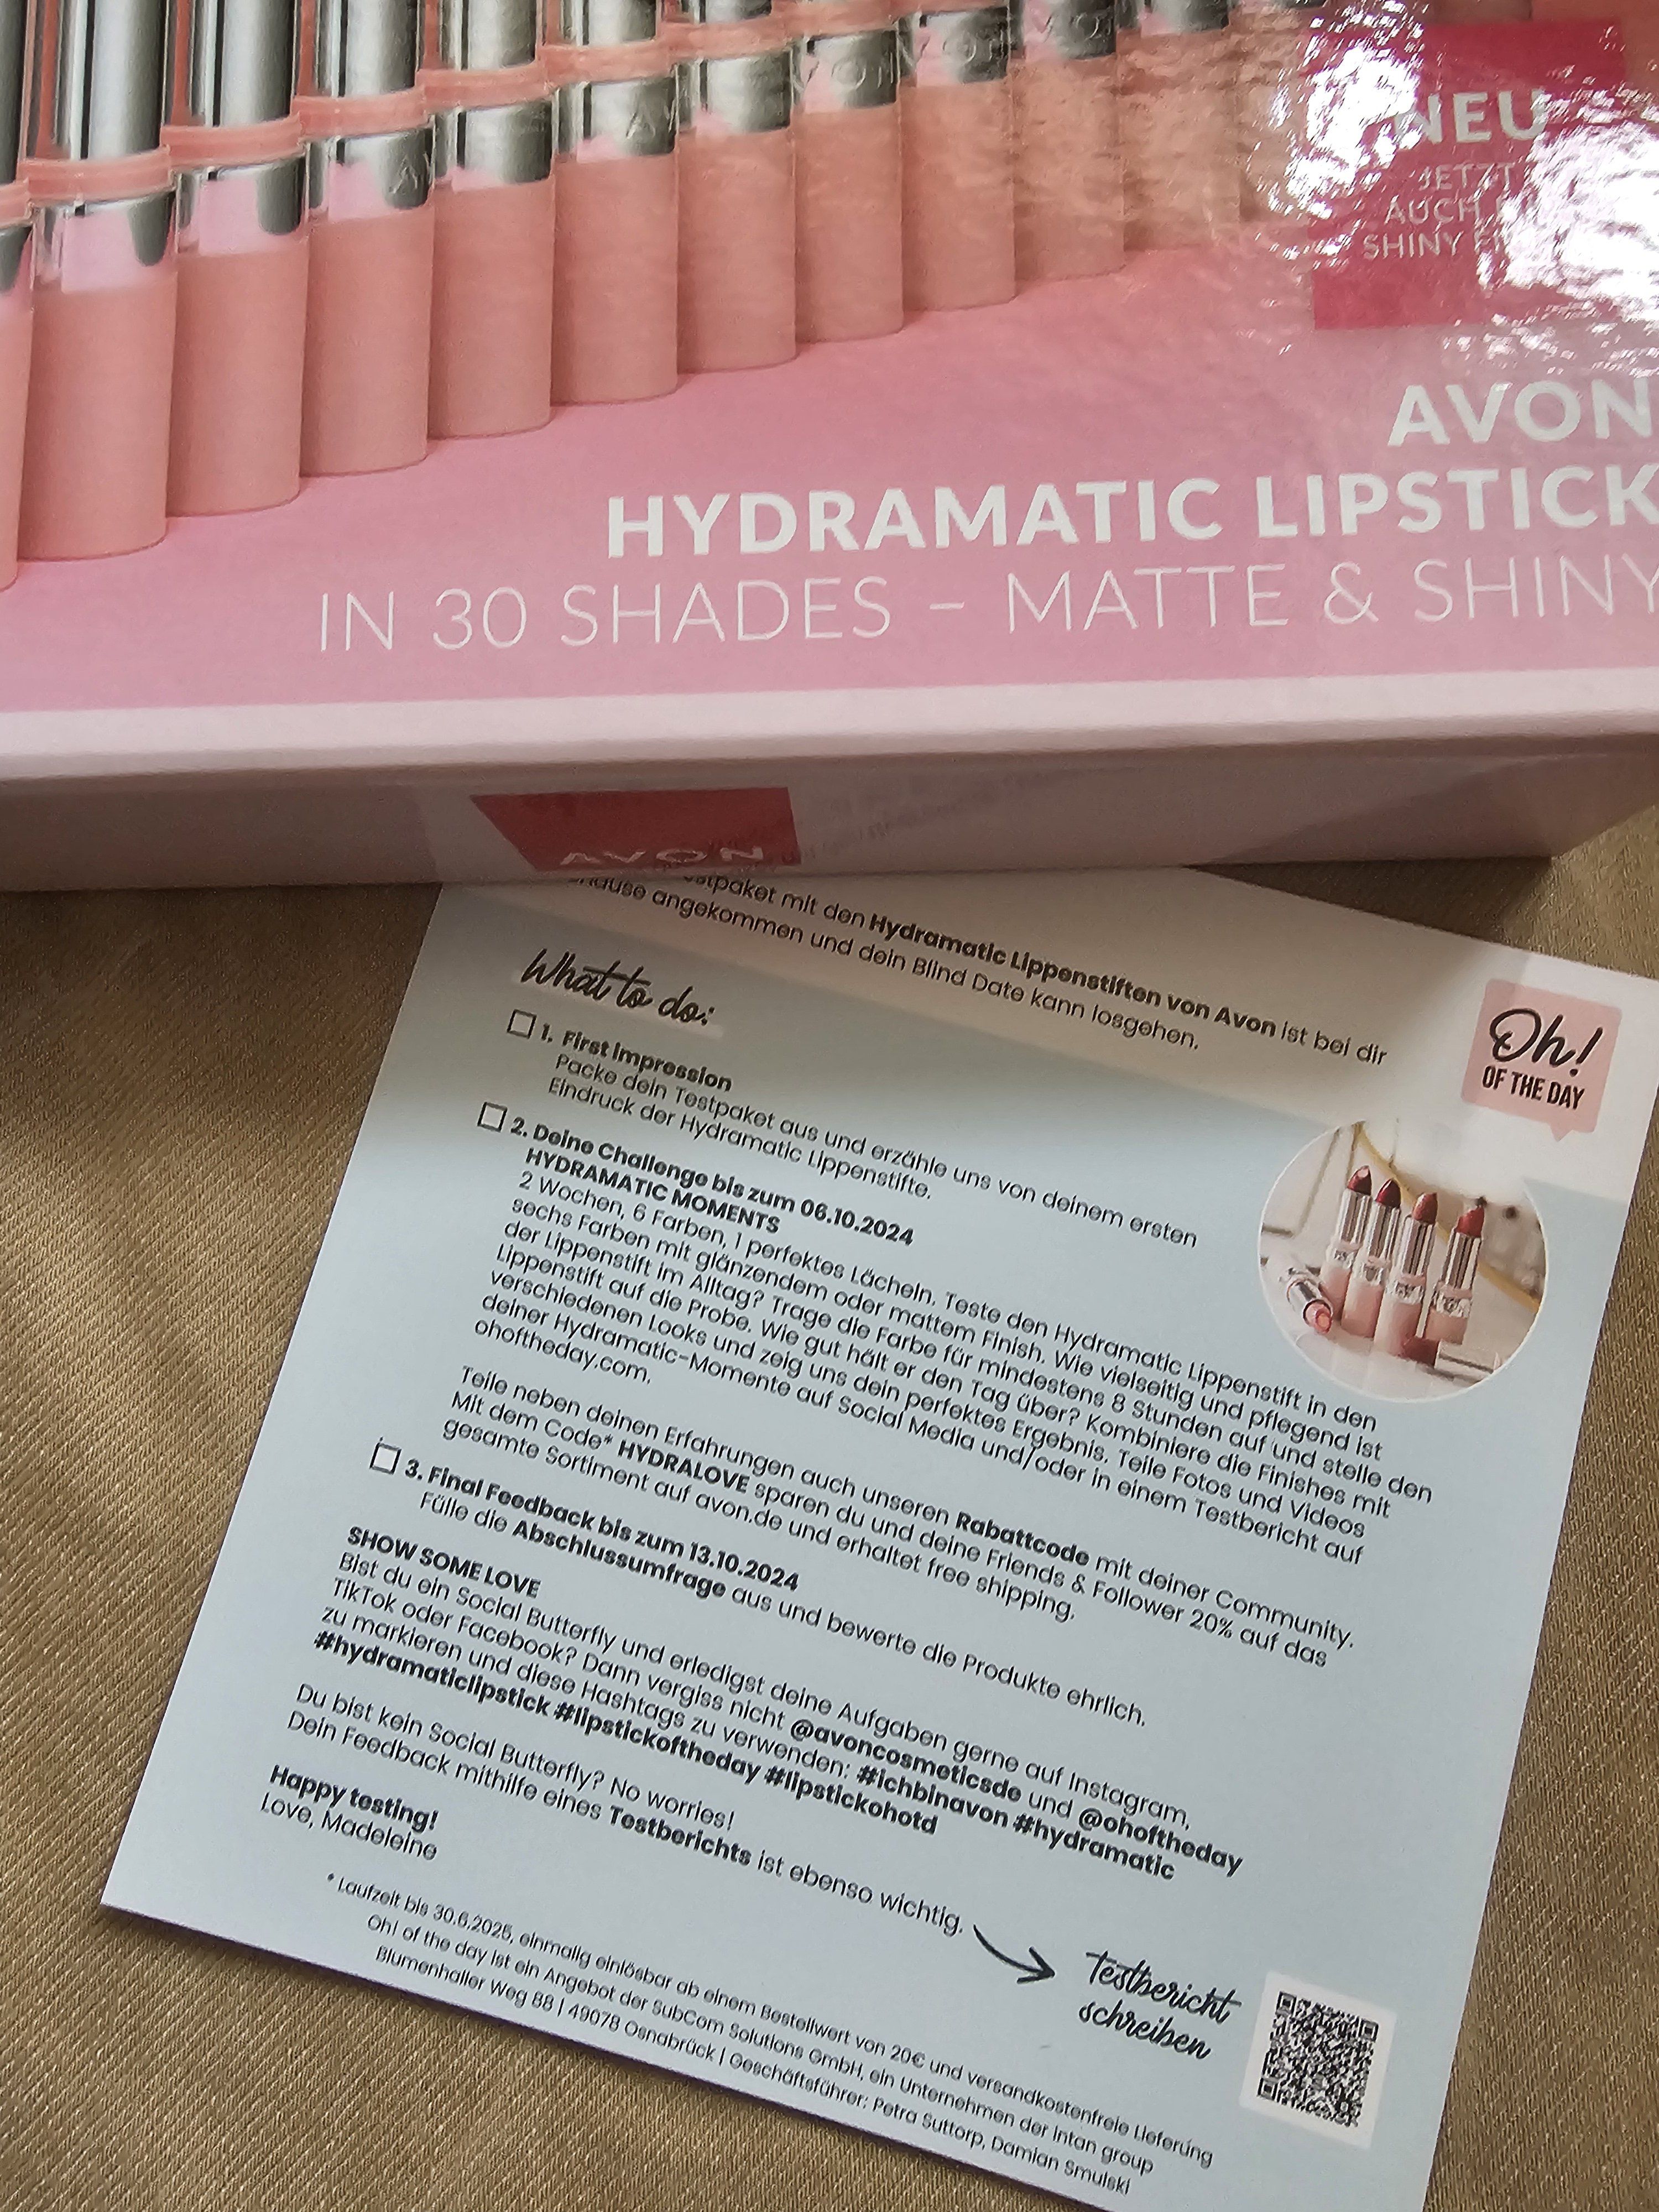 NEU
JETZT
AUCH
SHINY
AVON
HYDRAMATIC LIPSTICK
IN 30 SHADES – MATTE & SHINY
AVON
mit den Hydramatic Lippenstiften von Avon ist bei dir
angekommen und dein Blind Date kann losgehen.
Oh!
OF THE DAY
What to do:
1. First Impression
Packe dein Testpaket aus und erzähle uns von deinem ersten
Eindruck der Hydramatic Lippenstifte.
2. Deine Challenge bis zum 06.10.2024
HYDRAMATIC MOMENTS
2 Wochen, 6 Farben, 1 perfektes Lächeln. Teste den Hydramatic Lippenstift in den
sechs Farben mit glänzendem oder mattem Finish. Wie vielseitig und pflegend ist
der Lippenstift im Alltag? Trage die Farbe für mindestens 8 Stunden auf und stelle den
Lippenstift auf die Probe. Wie gut hält er den Tag über? Kombiniere die Finishes mit
verschiedenen Looks und zeig uns dein perfektes Ergebnis. Teile Fotos und Videos
deiner Hydramatic-Momente auf Social Media und/oder in einem Testbericht auf
ohoftheday.com.
Teile neben deinen Erfahrungen auch unseren Rabattcode mit deiner Community.
Mit dem Code* HYDRALOVE sparen du und deine Friends & Follower 20% auf das
gesamte Sortiment auf avon.de und erhaltet free shipping.
3. Final Feedback bis zum 13.10.2024
Fülle die Abschlussumfrage aus und bewerte die Produkte ehrlich.
SHOW SOME LOVE
Bist du ein Social Butterfly und erledigst deine Aufgaben gerne auf Instagram,
TikTok oder Facebook? Dann vergiss nicht @avoncosmeticsde und @ohoftheday
zu markieren und diese Hashtags zu verwenden: #ichbinavon #hydramatic
#hydramaticlipstick #lipstickoftheday #lipstickohotd
Du bist kein Social Butterfly? No worries!
Dein Feedback mithilfe eines Testberichts ist ebenso wichtig.
Happy testing!
Love, Madeleine
Testbericht
schreiben
* Laufzeit bis 30.6.2025, einmalig einlösbar ab einem Bestellwert von 20€ und versandkostenfreie Lieferung
Oh! of the day ist ein Angebot der SubCom Solutions GmbH, ein Unternehmen der intan group
Blumenhaller Weg 88 | 49078 Osnabrück | Geschäftsführer: Petra Suttorp, Damian Smulski